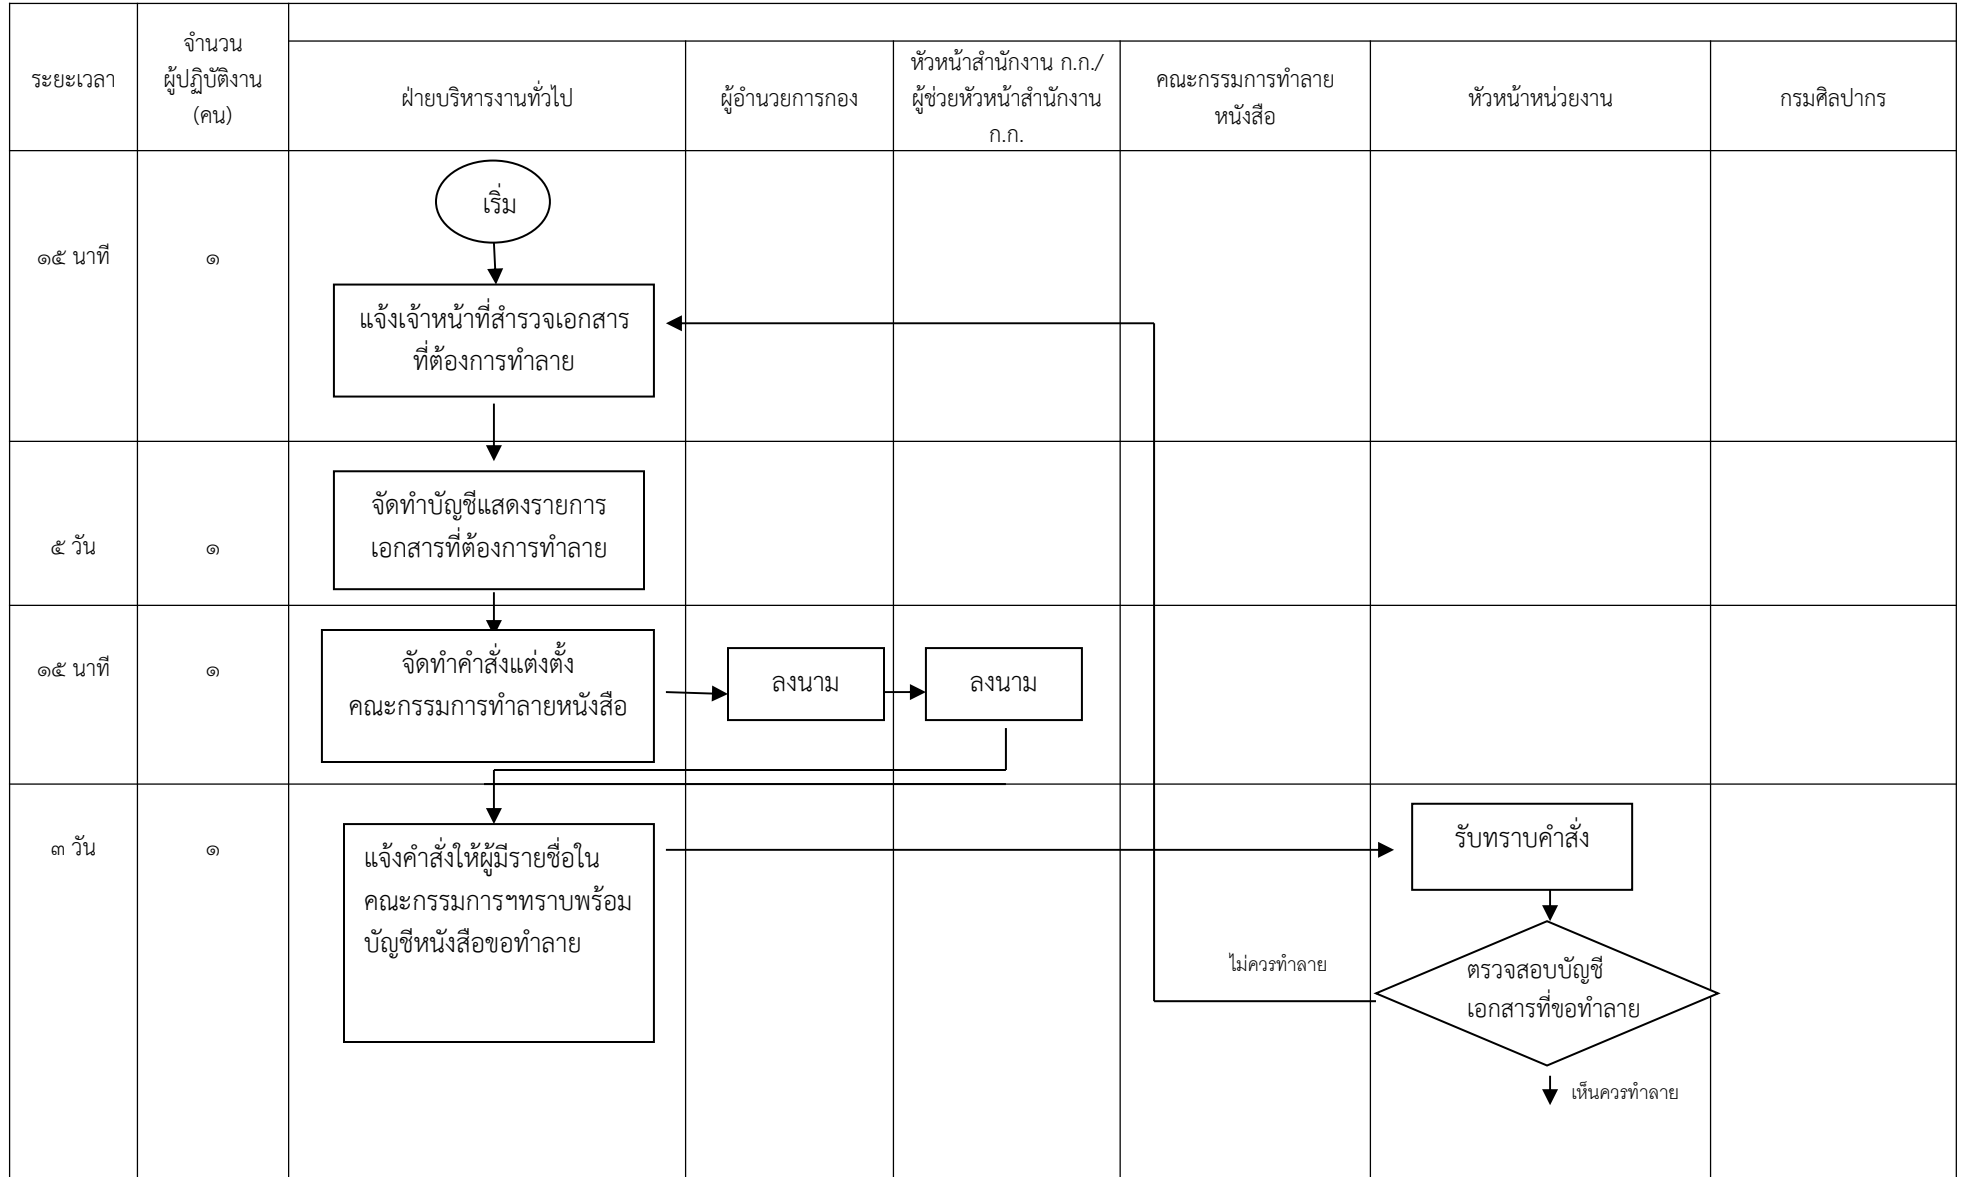 ระยะเวลา
จำนวน
ผู้ปฏิบัติงาน
(คน)
ฝ่ายบริหารงานทั่วไป
ผู้อำนวยการกอง
หัวหน้าสำนักงาน ก.ก./
ผู้ช่วยหัวหน้าสำนักงาน
ก.ก.
คณะกรรมการทำลาย
หนังสือ
หัวหน้าหน่วยงาน
กรมศิลปากร
เริ่ม
๑๕ นาที
๑
แจ้งเจ้าหน้าที่สำรวจเอกสาร
ที่ต้องการทำลาย
๕ วัน
๑
จัดทำบัญชีแสดงรายการ
เอกสารที่ต้องการทำลาย
๑๕ นาที
๑
จัดทำคำสั่งแต่งตั้ง
คณะกรรมการทำลายหนังสือ
ลงนาม
ลงนาม
๓ วัน
๑
แจ้งคำสั่งให้ผู้มีรายชื่อใน
คณะกรรมการฯทราบพร้อม
บัญชีหนังสือขอทำลาย
รับทราบคำสั่ง
ไม่ควรทำลาย
ตรวจสอบบัญชี
เอกสารที่ขอทำลาย
เห็นควรทำลาย